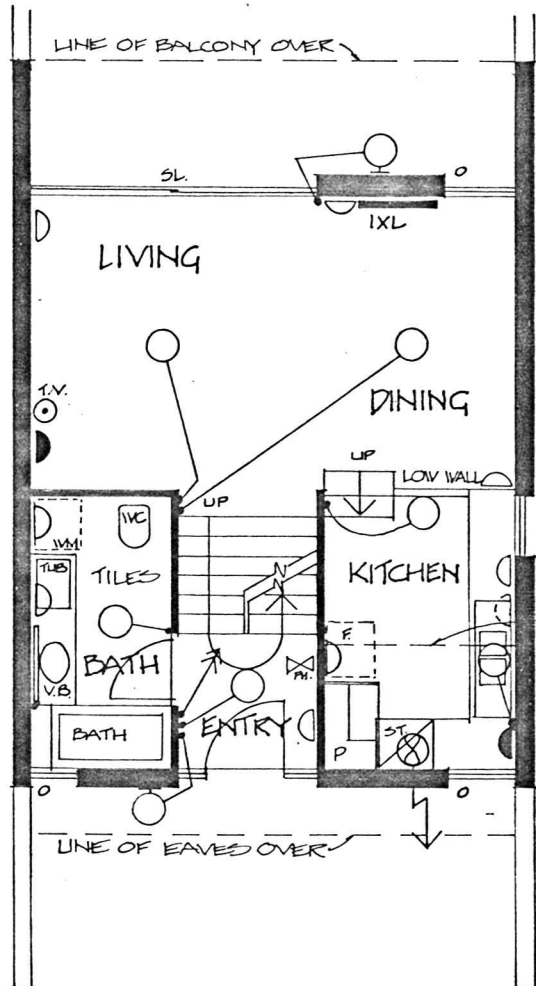 LINE OF BALCONY OVER
SL.
O
IXL
LIVING
T.V.
DINING
UP
UP
LOW WALL
WC
WM
TUB
TILES
KITCHEN
F.
BATH
V.B.
PH.
BATH
ENTRY
ST.
P
O
O
LINE OF EAVES OVER